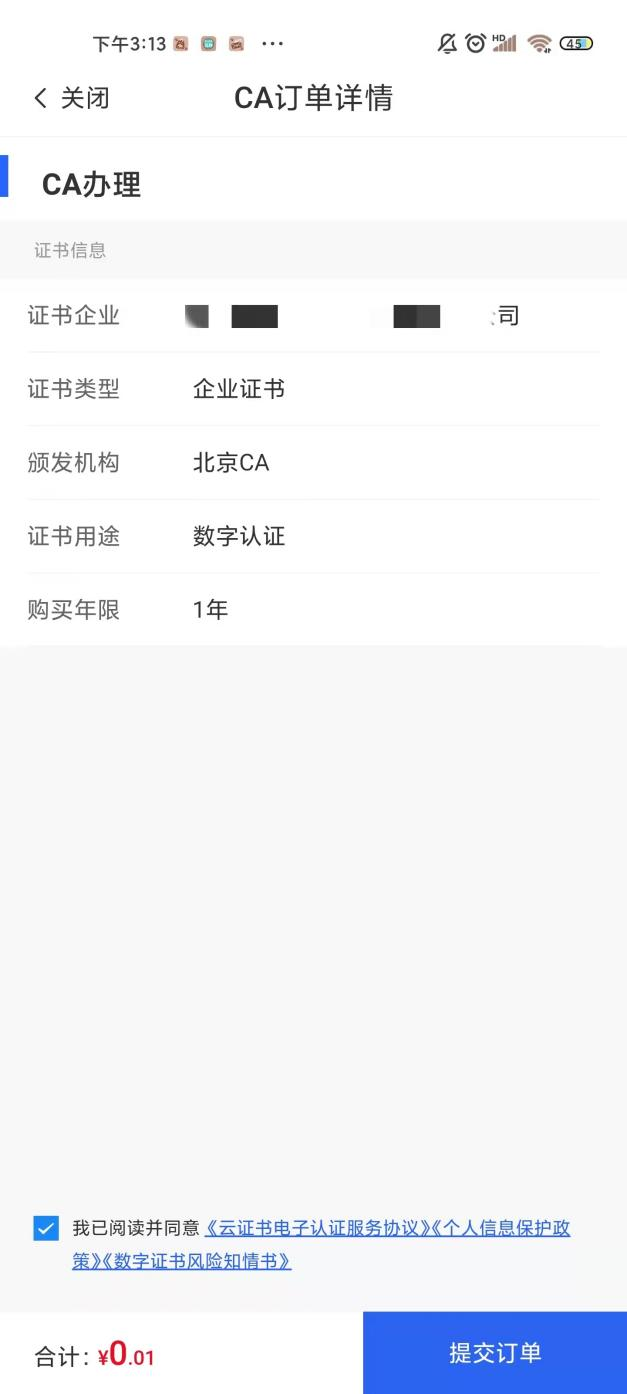 下午3:13
HD
45
关闭
CA订单详情
CA办理
证书信息
证书企业 司
证书类型 企业证书
颁发机构 北京CA
证书用途 数字认证
购买年限 1年
我已阅读并同意《云证书电子认证服务协议》《个人信息保护政
策》《数字证书风险知情书》
合计：¥0.01
提交订单